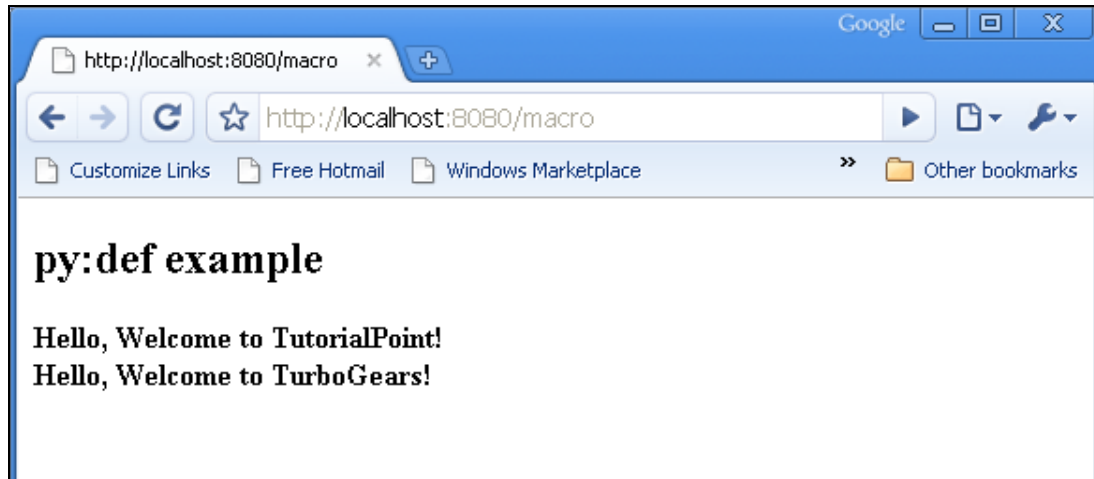 Google
http://localhost:8080/macro
http://localhost:8080/macro
Customize Links Free Hotmail Windows Marketplace » Other bookmarks
py:def example
Hello, Welcome to TutorialPoint!
Hello, Welcome to TurboGears!